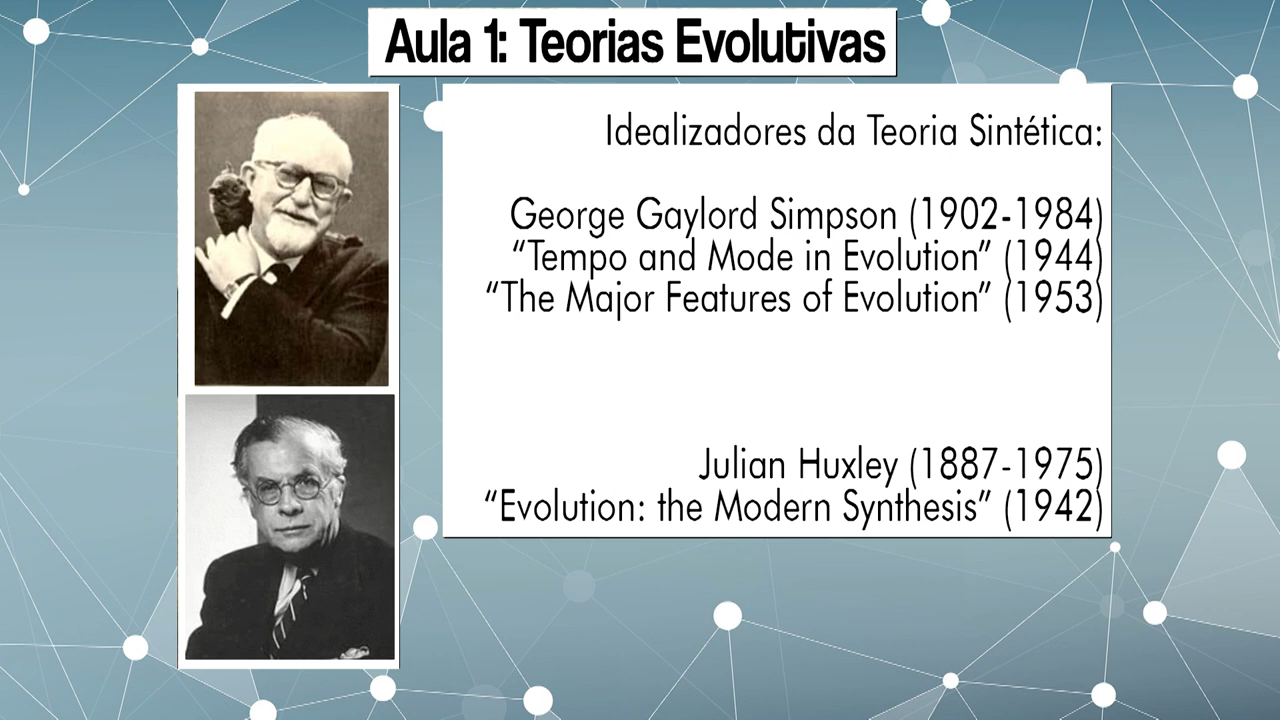 Aula 1: Teorias Evolutivas
Idealizadores da Teoria Sintética:
George Gaylord Simpson (1902-1984)
“Tempo and Mode in Evolution” (1944)
“The Major Features of Evolution” (1953)
Julian Huxley (1887-1975)
“Evolution: the Modern Synthesis” (1942)